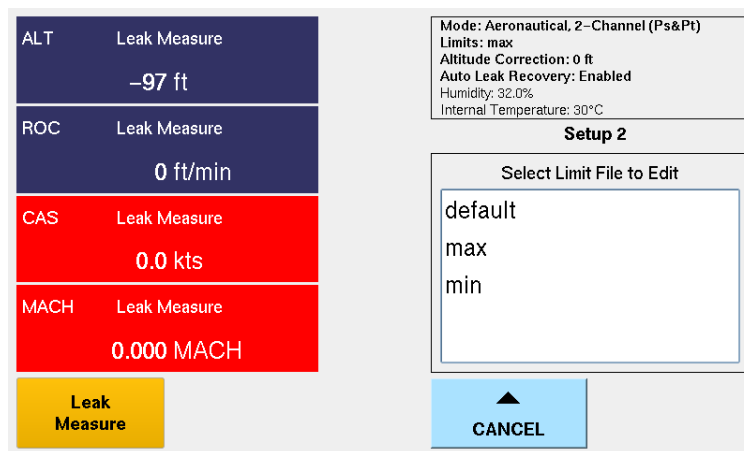 ALT Leak Measure
–97 ft
ROC Leak Measure
0 ft/min
CAS Leak Measure
0.0 kts
MACH Leak Measure
0.000 MACH
Leak
Measure
Mode: Aeronautical, 2–Channel (Ps&Pt)
Limits: max
Altitude Correction: 0 ft
Auto Leak Recovery: Enabled
Humidity: 32.0%
Internal Temperature: 30°C
Setup 2
Select Limit File to Edit
default
max
min
CANCEL